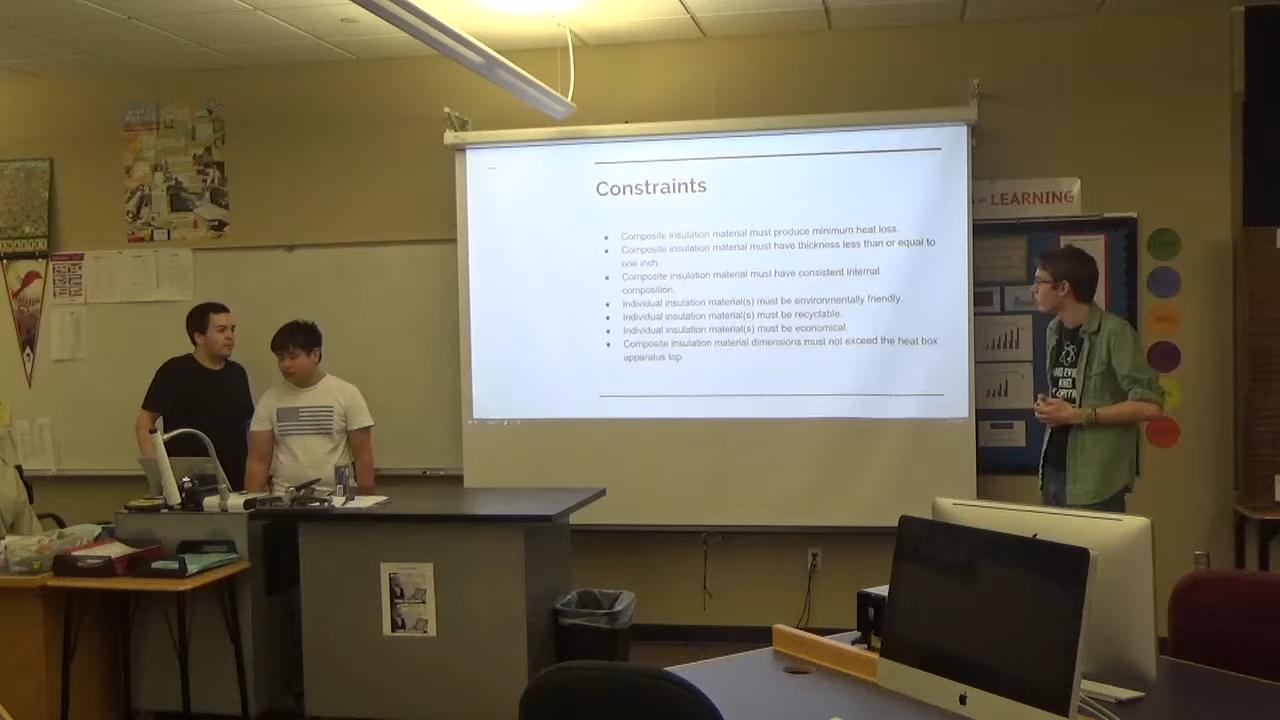 Constraints
Composite insulation material must produce minimum heat loss.
Composite insulation material must have thickness less than or equal to
one inch
Composite insulation material must have consistent internal
composition.
Individual insulation material(s) must be environmentally friendly.
Individual insulation material(s) must be recyclable.
Individual insulation material(s) must be economical.
Composite insulation material dimensions must not exceed the heat box
apparatus top.
LEARNING
AND